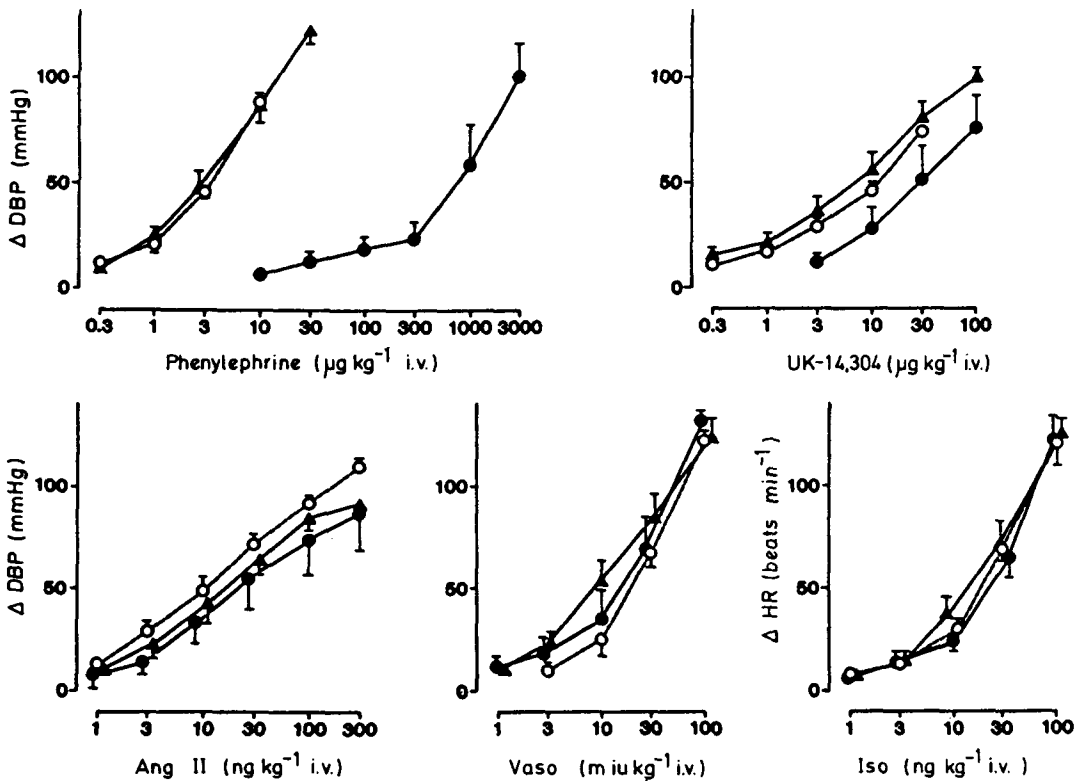 Δ DBP (mmHg)
100
50
0
0.3 1 3 10 30 100 300 1000 3000
Phenylephrine (µg kg⁻¹ i.v.)
100
50
0
0.3 1 3 10 30 100
UK-14,304 (µg kg⁻¹ i.v.)
Δ DBP (mmHg)
100
50
0
1 3 10 30 100 300
Ang II (ng kg⁻¹ i.v.)
100
50
0
1 3 10 30 100
Vaso (m iu kg⁻¹ i.v.)
Δ HR (beats min⁻¹)
100
50
0
1 3 10 30 100
Iso (ng kg⁻¹ i.v.)